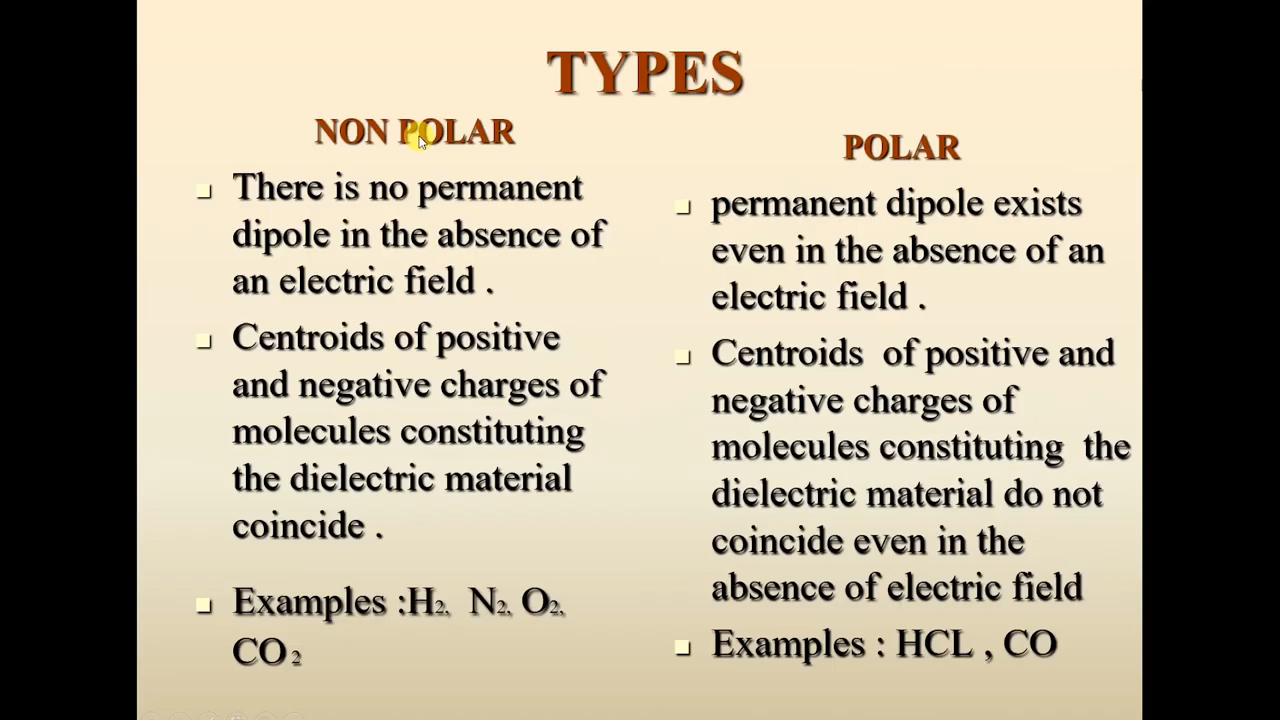 TYPES
NON POLAR
There is no permanent
dipole in the absence of
an electric field .
Centroids of positive
and negative charges of
molecules constituting
the dielectric material
coincide .
Examples :H2, N2, O2,
CO2
POLAR
permanent dipole exists
even in the absence of an
electric field .
Centroids of positive and
negative charges of
molecules constituting the
dielectric material do not
coincide even in the
absence of electric field
Examples : HCL , CO